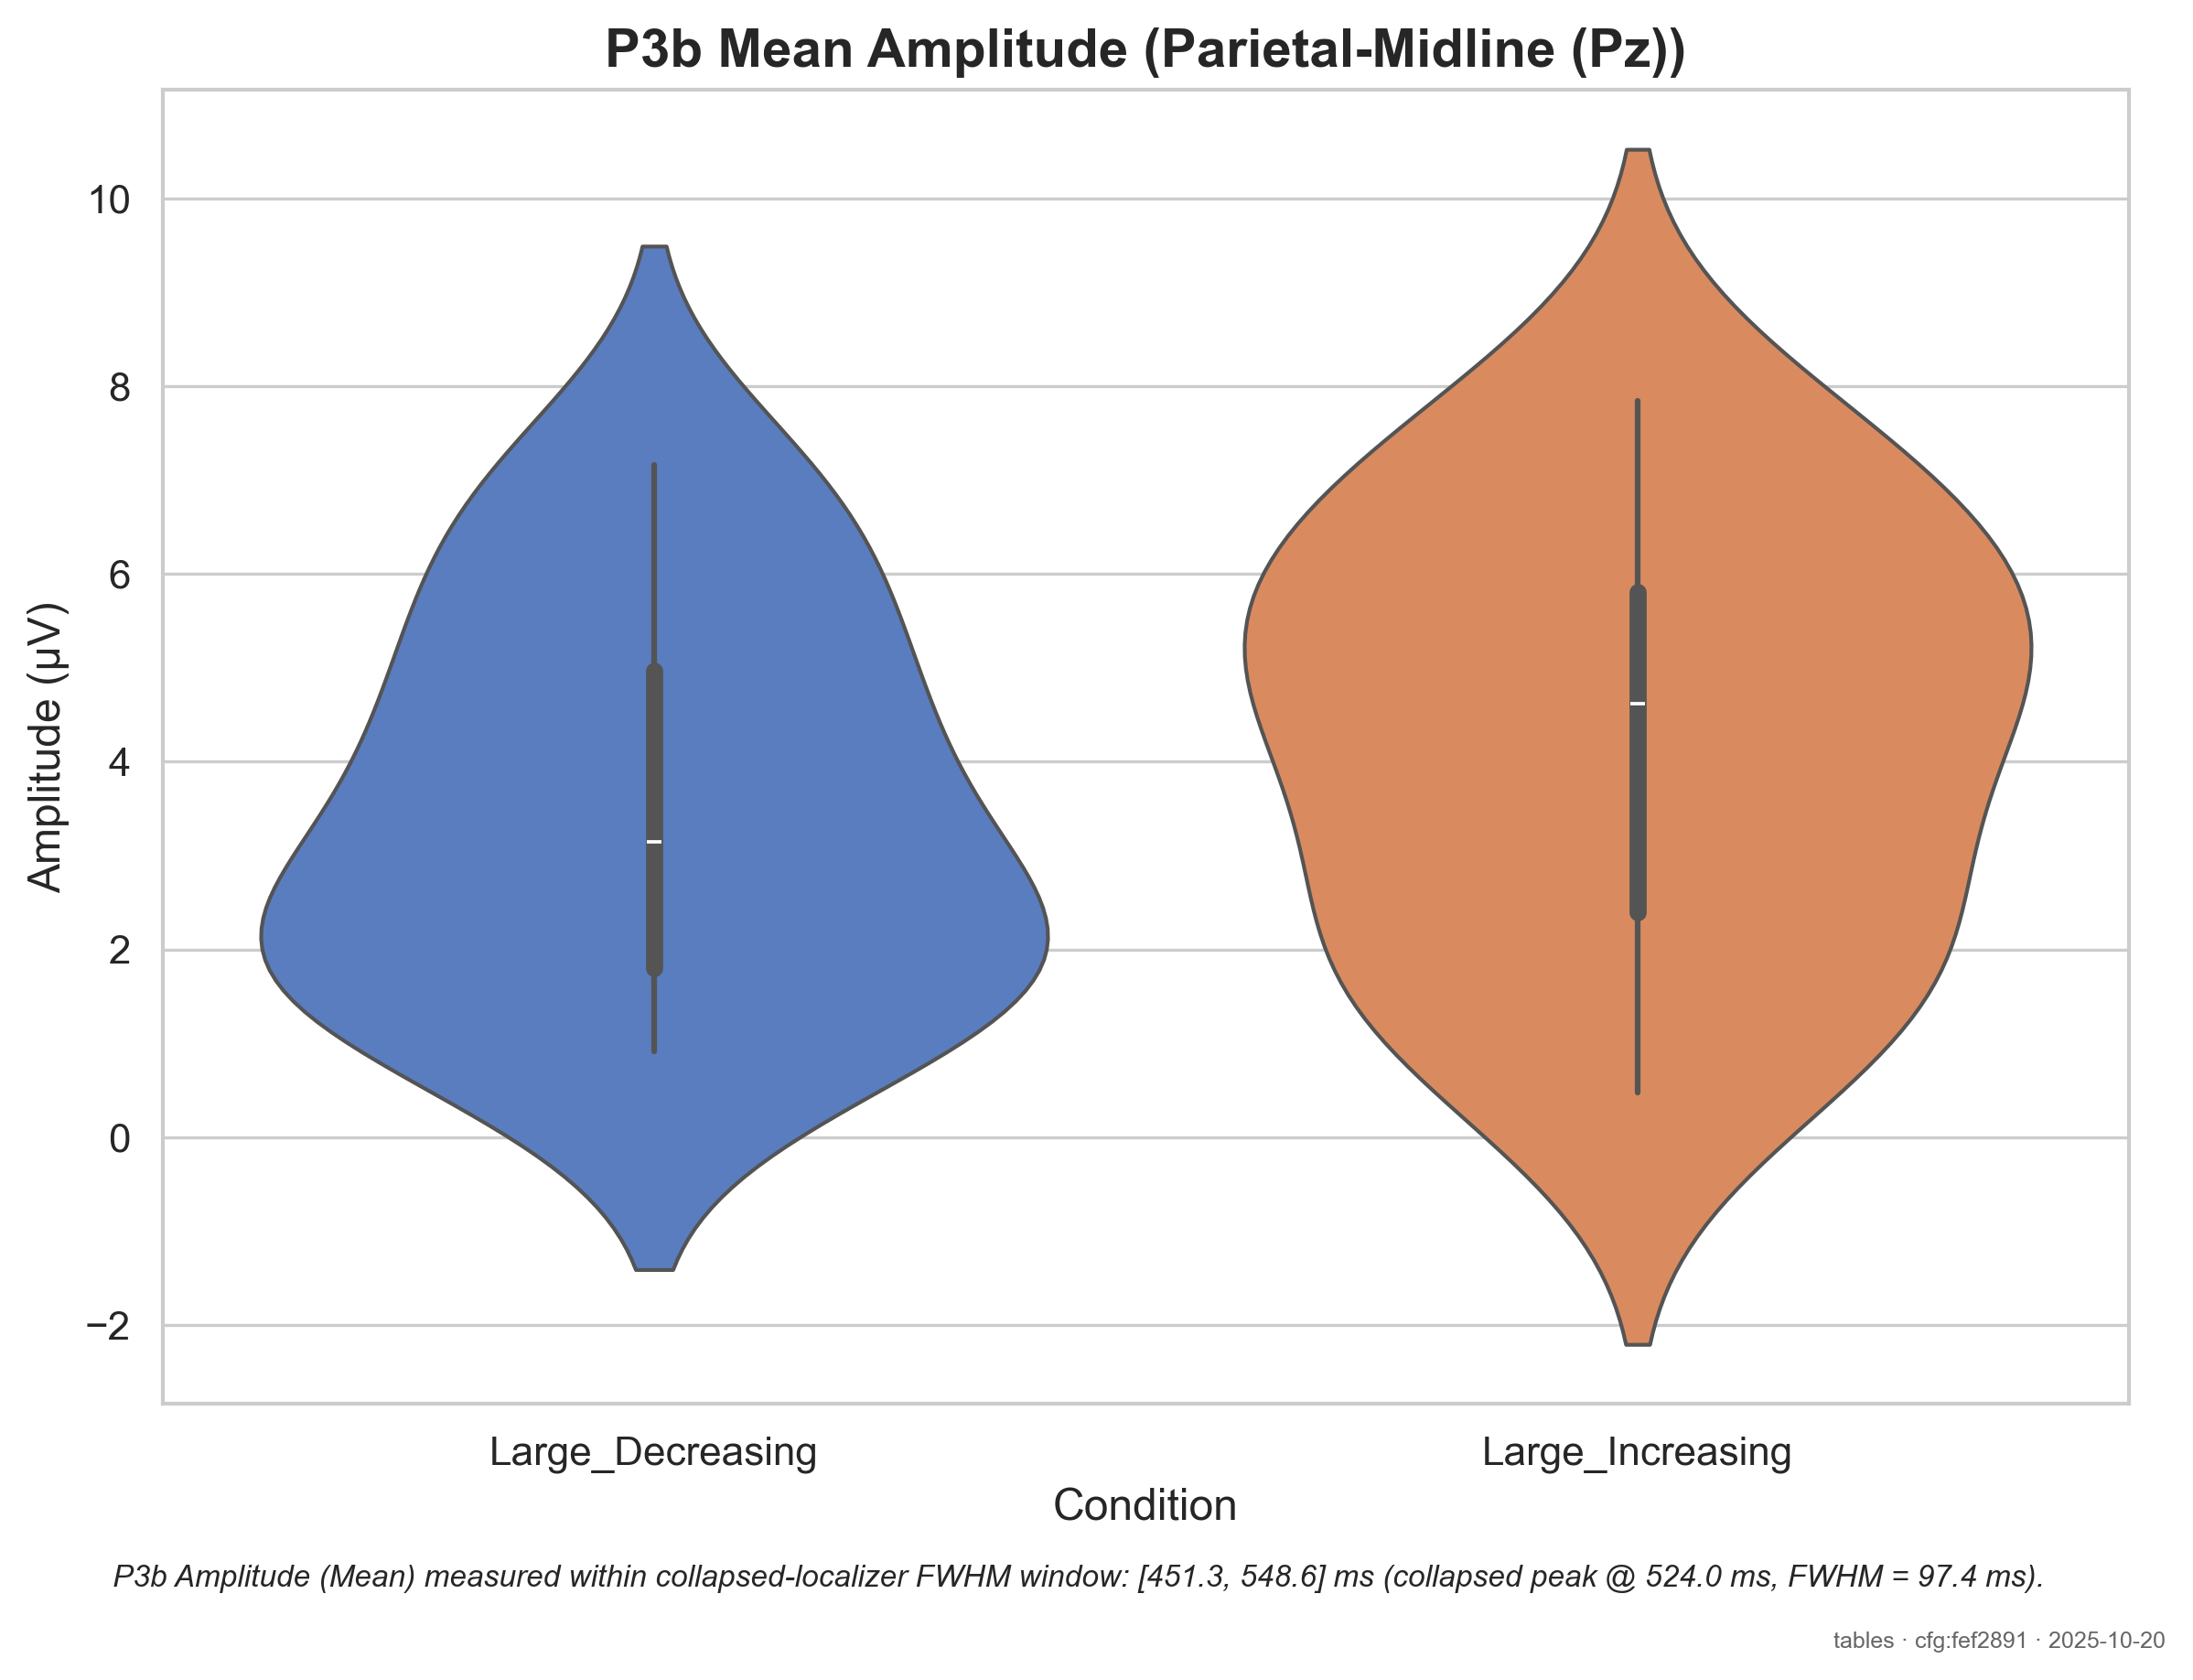 P3b Mean Amplitude (Parietal-Midline (Pz))
Amplitude (µV)
10
8
6
4
2
0
−2
Large_Decreasing
Large_Increasing
Condition
P3b Amplitude (Mean) measured within collapsed-localizer FWHM window: [451.3, 548.6] ms (collapsed peak @ 524.0 ms, FWHM = 97.4 ms).
tables · cfg:fef2891 · 2025-10-20